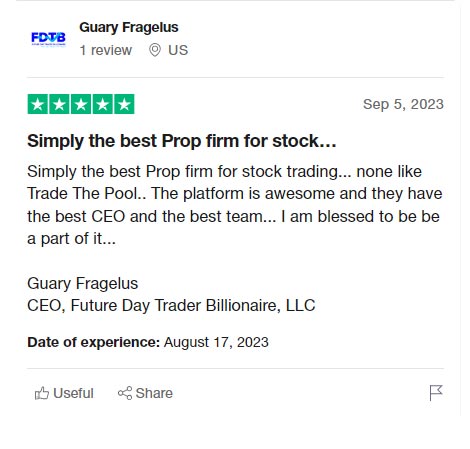 FDTB
Guary Fragelus
1 review US
Sep 5, 2023
Simply the best Prop firm for stock…
Simply the best Prop firm for stock trading... none like
Trade The Pool.. The platform is awesome and they have
the best CEO and the best team... I am blessed to be be
a part of it...
Guary Fragelus
CEO, Future Day Trader Billionaire, LLC
Date of experience: August 17, 2023
Useful Share